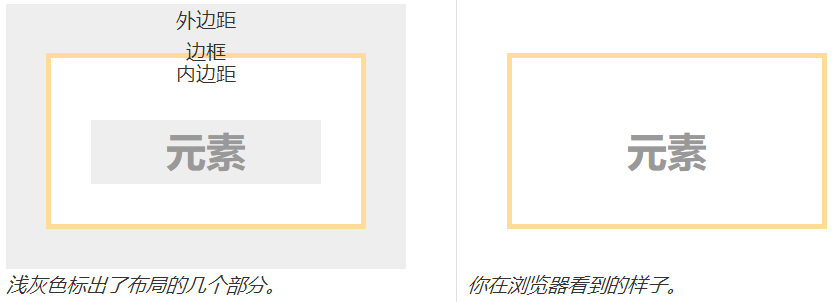 外边距
边框
内边距
元素
浅灰色标出了布局的几个部分。
元素
你在浏览器看到的样子。